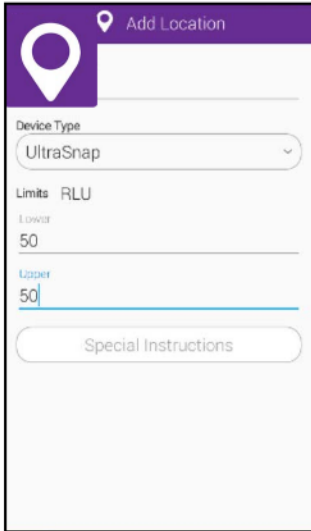 Add Location
Device Type
UltraSnap
Limits RLU
Lower
50
Upper
50
Special Instructions